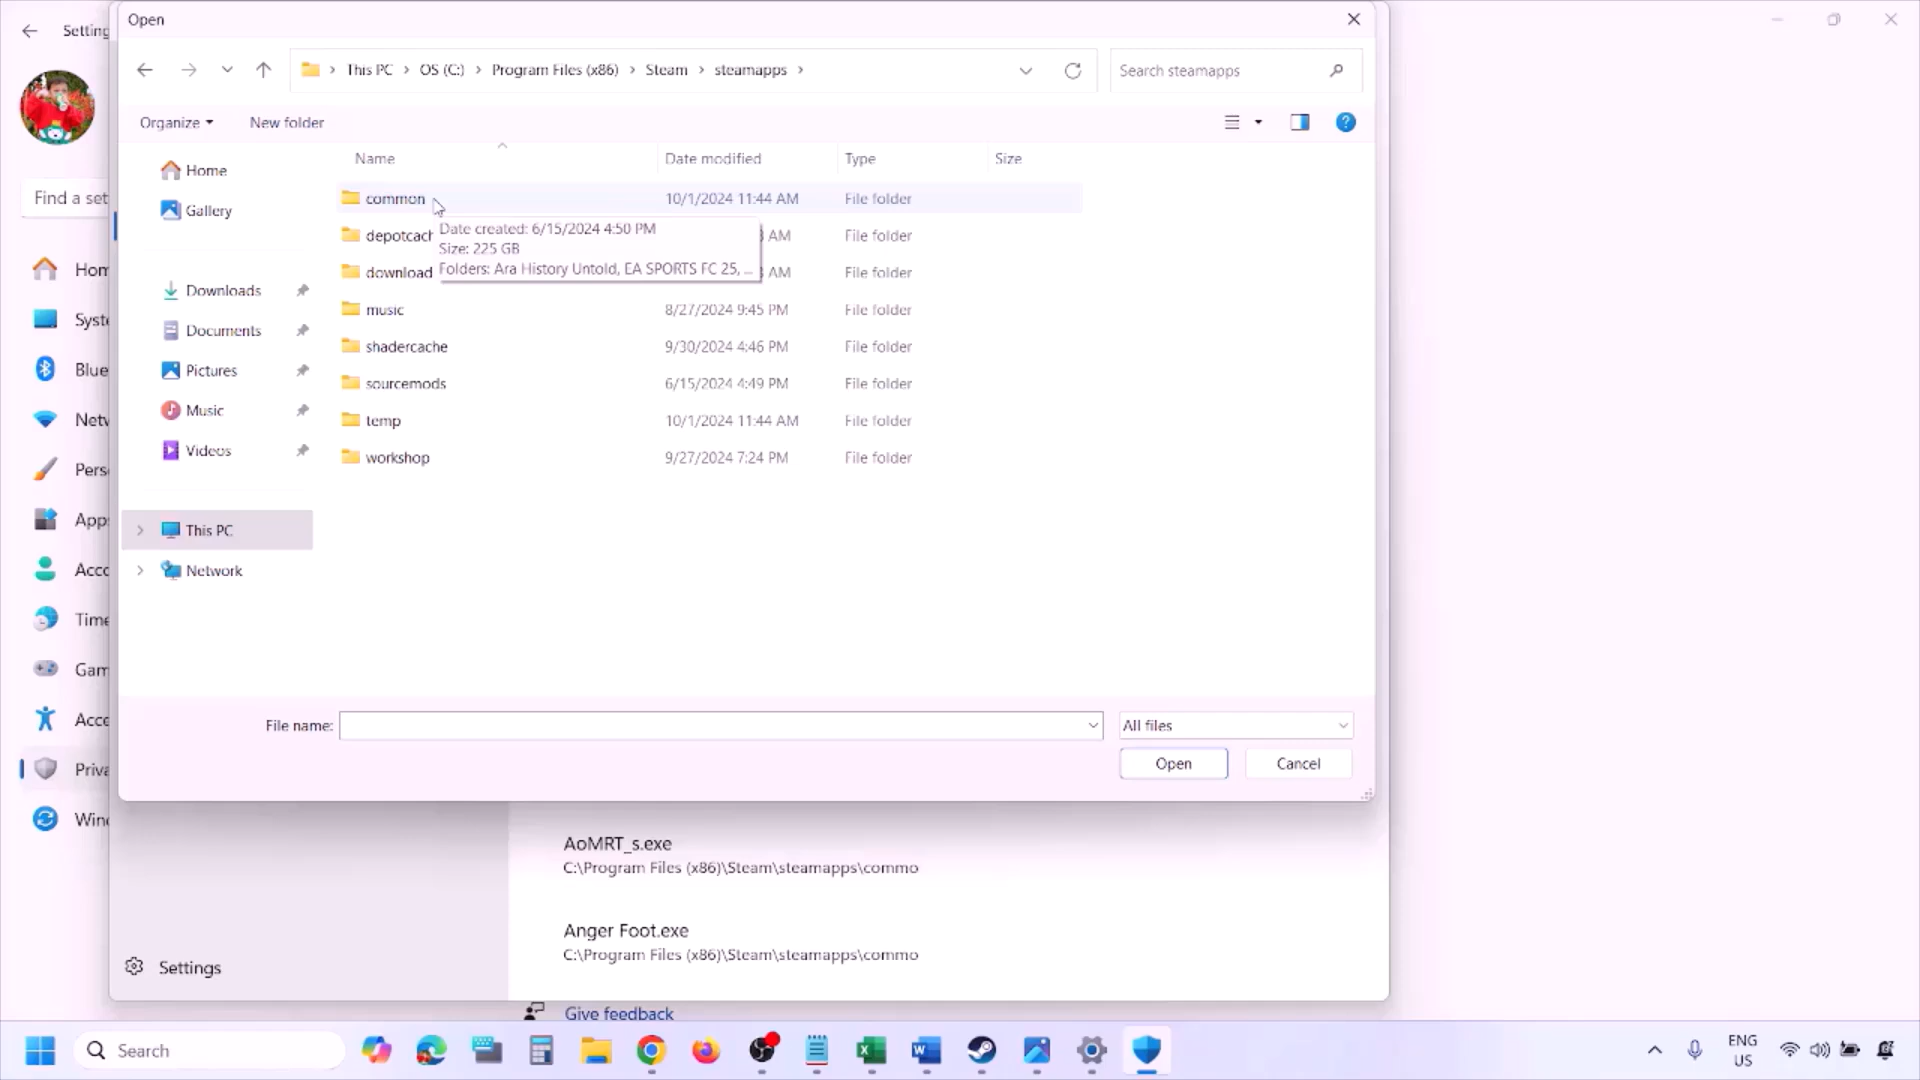 Open
Setting
This PC > OS (C:) > Program Files (x86) > Steam > steamapps >
Search steamapps
Organize
New folder
Name
Date modified
Type
Size
Home
Gallery
Downloads
Documents
Pictures
Music
Videos
This PC
Network
common 10/1/2024 11:44 AM File folder
depotcach AM File folder
download AM File folder
Date created: 6/15/2024 4:50 PM
Size: 225 GB
Folders: Ara History Untold, EA SPORTS FC 25, ...
music 8/27/2024 9:45 PM File folder
shadercache 9/30/2024 4:46 PM File folder
sourcemods 6/15/2024 4:49 PM File folder
temp 10/1/2024 11:44 AM File folder
workshop 9/27/2024 7:24 PM File folder
File name:
All files
Open
Cancel
Find a set
Hom
Syste
Blue
Netv
Pers
Apps
Acco
Time
Gam
Acce
Priva
Wind
AoMRT_s.exe
C:\Program Files (x86)\Steam\steamapps\commo
Anger Foot.exe
C:\Program Files (x86)\Steam\steamapps\commo
Settings
Give feedback
Search
ENG
US